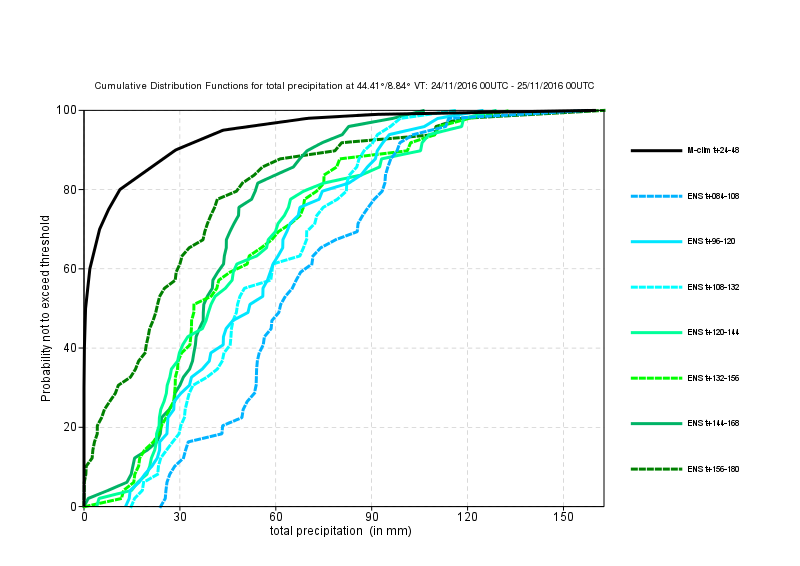 Cumulative Distribution Functions for total precipitation at 44.41°/8.84° VT: 24/11/2016 00UTC - 25/11/2016 00UTC
100
80
60
40
20
0
Probability not to exceed threshold
0 30 60 90 120 150
total precipitation (in mm)
M-clim t+24-48
ENS t+084-108
ENS t+96-120
ENS t+108-132
ENS t+120-144
ENS t+132-156
ENS t+144-168
ENS t+156-180